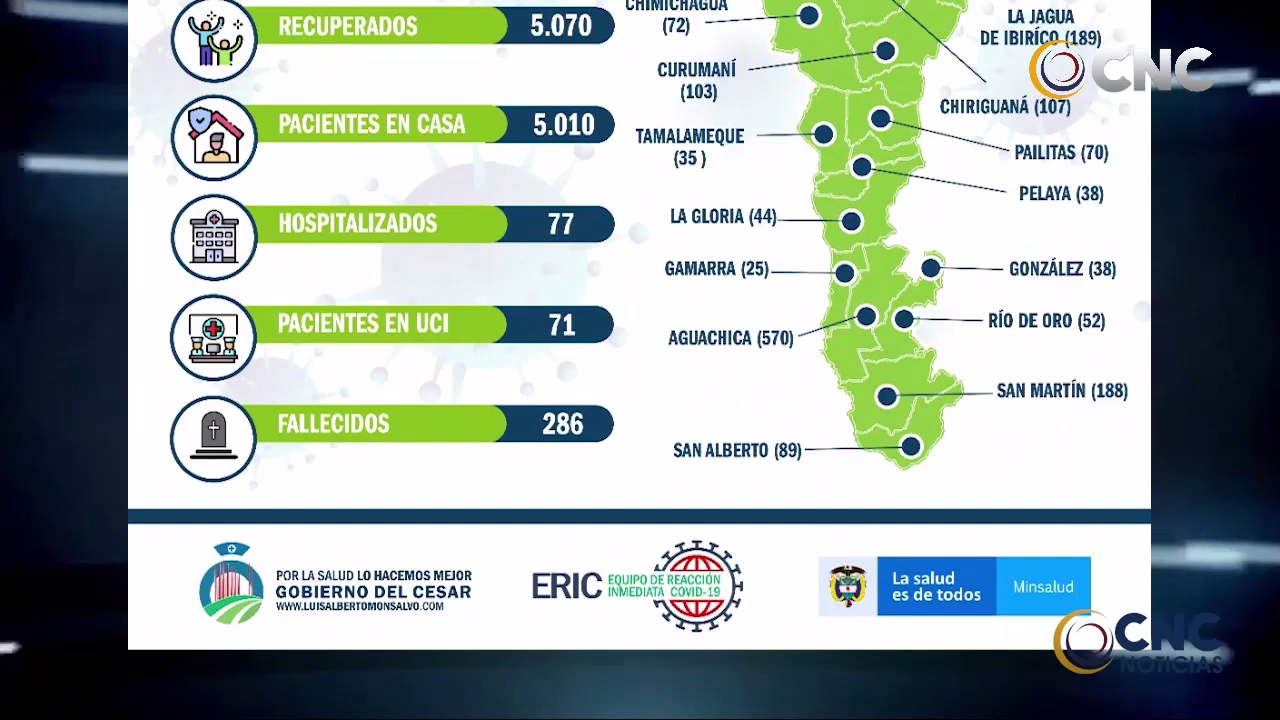 RECUPERADOS 5.070
PACIENTES EN CASA 5.010
HOSPITALIZADOS 77
PACIENTES EN UCI 71
FALLECIDOS 286
CHIMICHAGUA
(72)
CURUMANÍ
(103)
TAMALAMEQUE
(35 )
LA GLORIA (44)
GAMARRA (25)
AGUACHICA (570)
SAN ALBERTO (89)
LA JAGUA
DE IBIRÍCO (189)
CHIRIGUANÁ (107)
PAILITAS (70)
PELAYA (38)
GONZÁLEZ (38)
RÍO DE ORO (52)
SAN MARTÍN (188)
CNC
POR LA SALUD LO HACEMOS MEJOR
GOBIERNO DEL CESAR
WWW.LUISALBERTOMONSALVO.COM
ERIC EQUIPO DE REACCIÓN
INMEDIATA COVID-19
La salud
es de todos
Minsalud
CNC
NOTICIAS